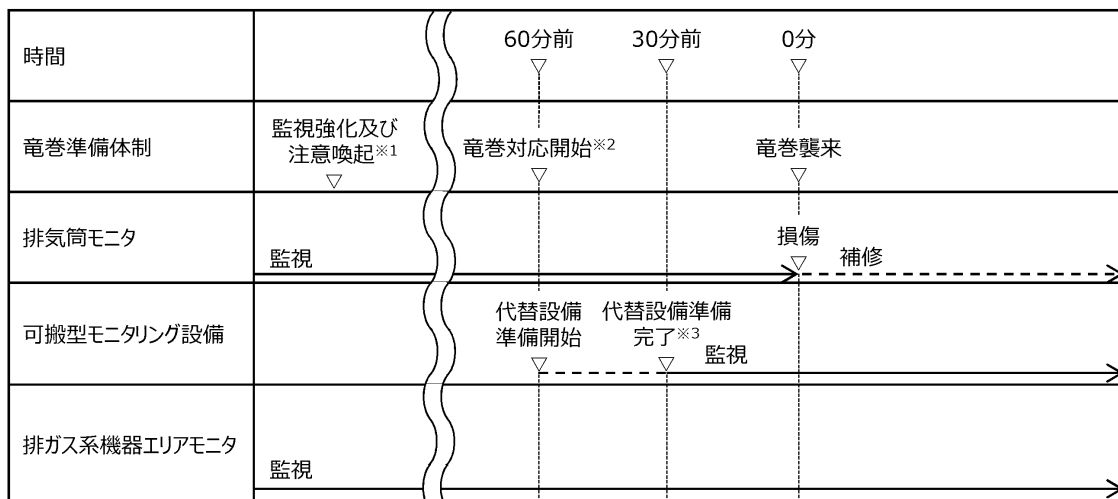 時間
60分前
30分前
0分
竜巻準備体制
監視強化及び
注意喚起※1
竜巻対応開始※2
竜巻襲来
排気筒モニタ
監視
損傷
補修
可搬型モニタリング設備
代替設備
準備開始
代替設備準備
完了※3
監視
排ガス系機器エリアモニタ
監視